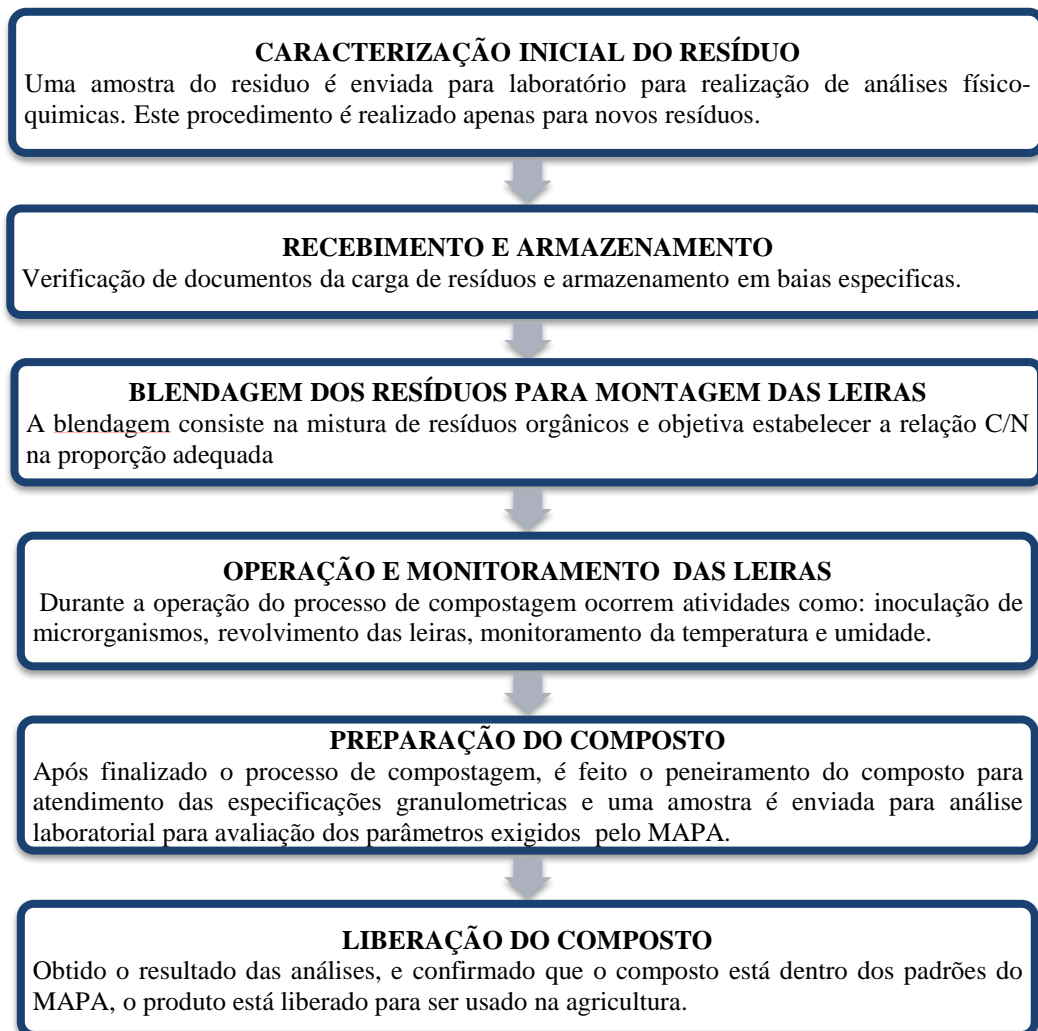 CARACTERIZAÇÃO INICIAL DO RESÍDUO
Uma amostra do residuo é enviada para laboratório para realização de análises físico-
quimicas. Este procedimento é realizado apenas para novos resíduos.
RECEBIMENTO E ARMAZENAMENTO
Verificação de documentos da carga de resíduos e armazenamento em baias especificas.
BLENDAGEM DOS RESÍDUOS PARA MONTAGEM DAS LEIRAS
A blendagem consiste na mistura de resíduos orgânicos e objetiva estabelecer a relação C/N
na proporção adequada
OPERAÇÃO E MONITORAMENTO DAS LEIRAS
Durante a operação do processo de compostagem ocorrem atividades como: inoculação de
microrganismos, revolvimento das leiras, monitoramento da temperatura e umidade.
PREPARAÇÃO DO COMPOSTO
Após finalizado o processo de compostagem, é feito o peneiramento do composto para
atendimento das especificações granulometricas e uma amostra é enviada para análise
laboratorial para avaliação dos parâmetros exigidos pelo MAPA.
LIBERAÇÃO DO COMPOSTO
Obtido o resultado das análises, e confirmado que o composto está dentro dos padrões do
MAPA, o produto está liberado para ser usado na agricultura.